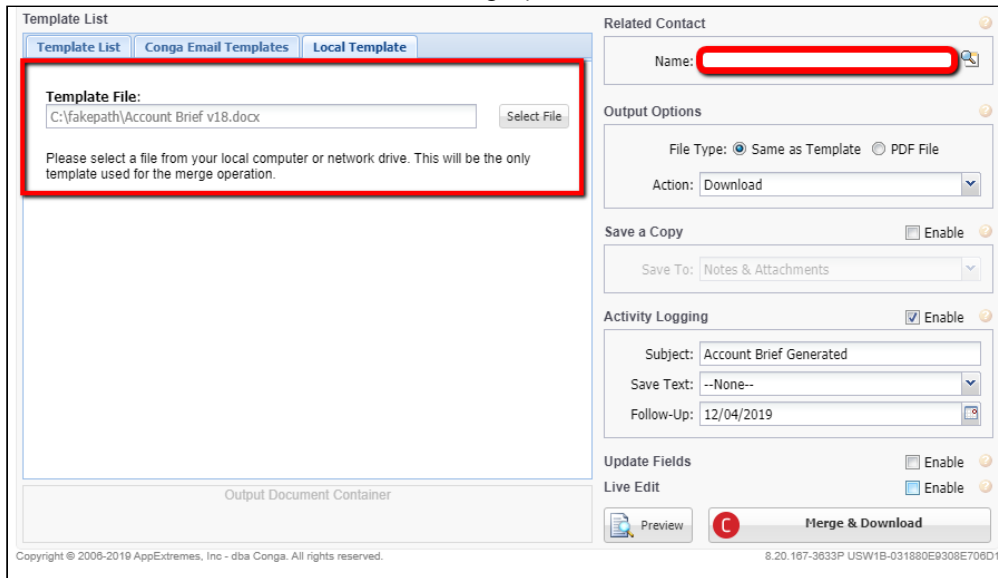 Template List
Template List
Conga Email Templates
Local Template
Template File:
C:\fakepath\Account Brief v18.docx
Select File
Please select a file from your local computer or network drive. This will be the only
template used for the merge operation.
Output Document Container
Related Contact
Name:
Output Options
File Type: Same as Template PDF File
Action: Download
Save a Copy Enable
Save To: Notes & Attachments
Activity Logging Enable
Subject: Account Brief Generated
Save Text: --None--
Follow-Up: 12/04/2019
Update Fields Enable
Live Edit Enable
Preview
C Merge & Download
Copyright © 2006-2019 AppExtremes, Inc - dba Conga. All rights reserved.
8.20.167-3633P USW1B-031880E9308E706D1